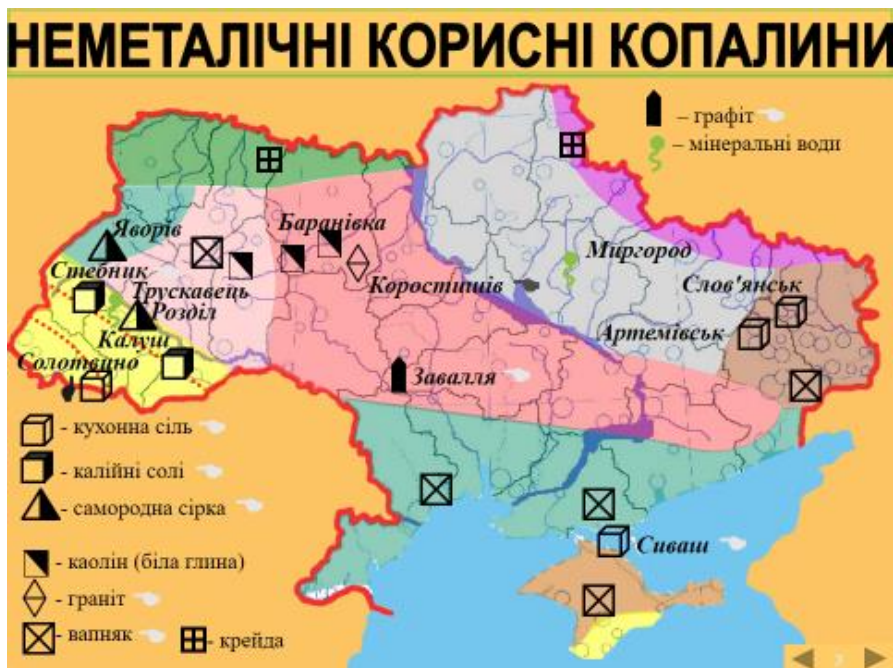 НЕМЕТАЛІЧНІ КОРИСНІ КОПАЛИНИ
– графіт
– мінеральні води
Яворів
Баранівка
Стебник
Трускавець
Розділ
Калуш
Солотвино
Коростишів
Миргород
Слов'янськ
Артемівськ
Завалля
- кухонна сіль
- калійні солі
- самородна сірка
Сиваш
- каолін (біла глина)
- граніт
- вапняк
- крейда